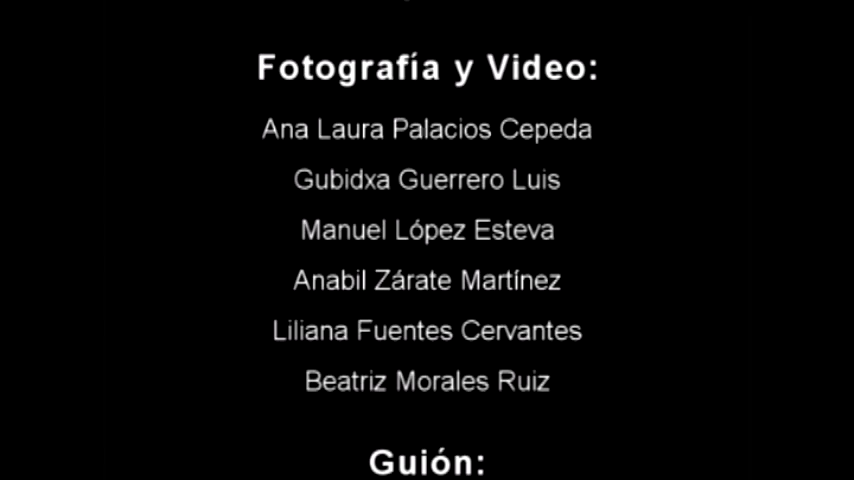 Fotografía y Video:
Ana Laura Palacios Cepeda
Gubidxa Guerrero Luis
Manuel López Esteva
Anabil Zárate Martínez
Liliana Fuentes Cervantes
Beatriz Morales Ruiz
Guión: